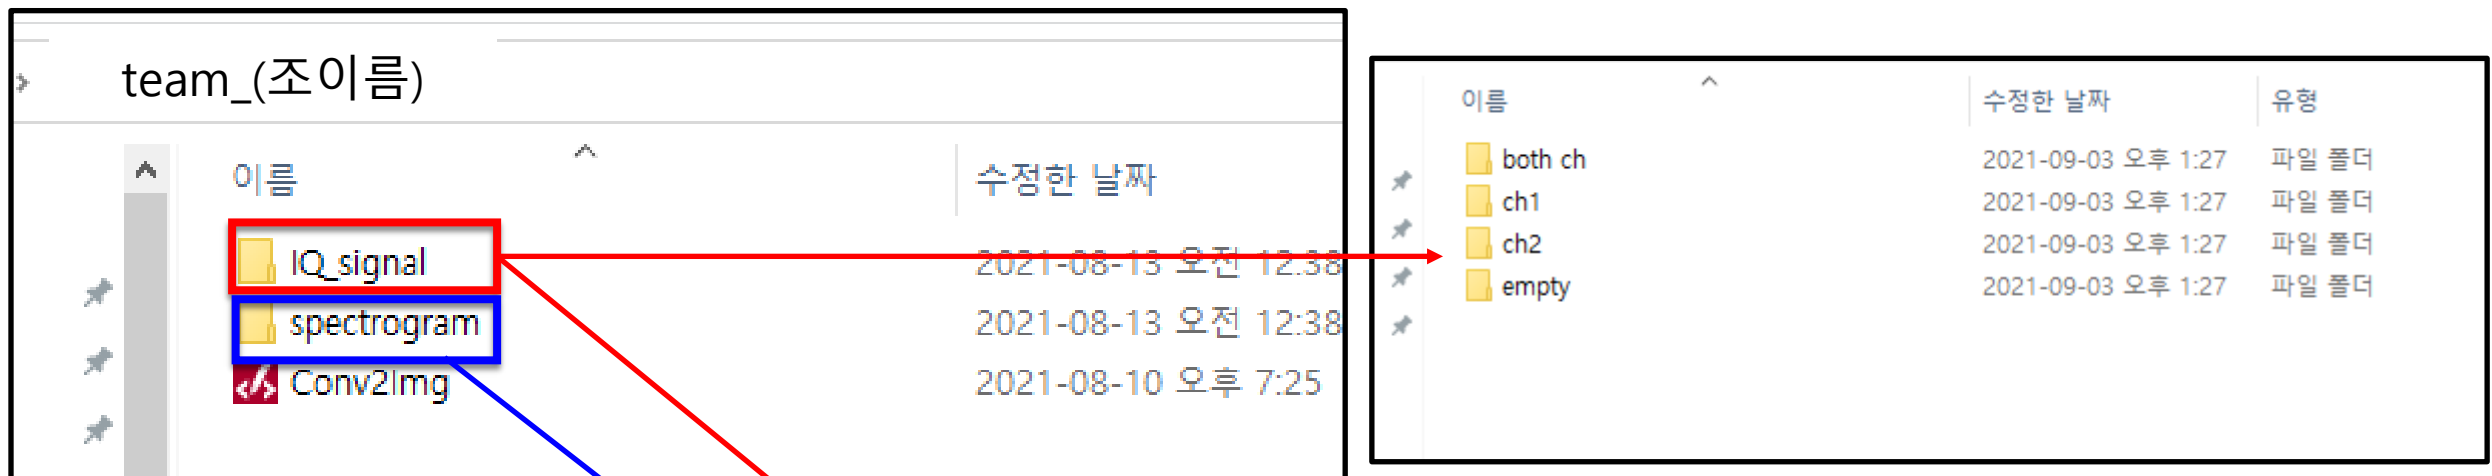 team_(조이름)
이름 수정한 날짜
IQ_signal 2021-08-13 오전 12:38
spectrogram 2021-08-13 오전 12:38
Conv2Img 2021-08-10 오후 7:25
이름 수정한 날짜 유형
both ch 2021-09-03 오후 1:27 파일 폴더
ch1 2021-09-03 오후 1:27 파일 폴더
ch2 2021-09-03 오후 1:27 파일 폴더
empty 2021-09-03 오후 1:27 파일 폴더